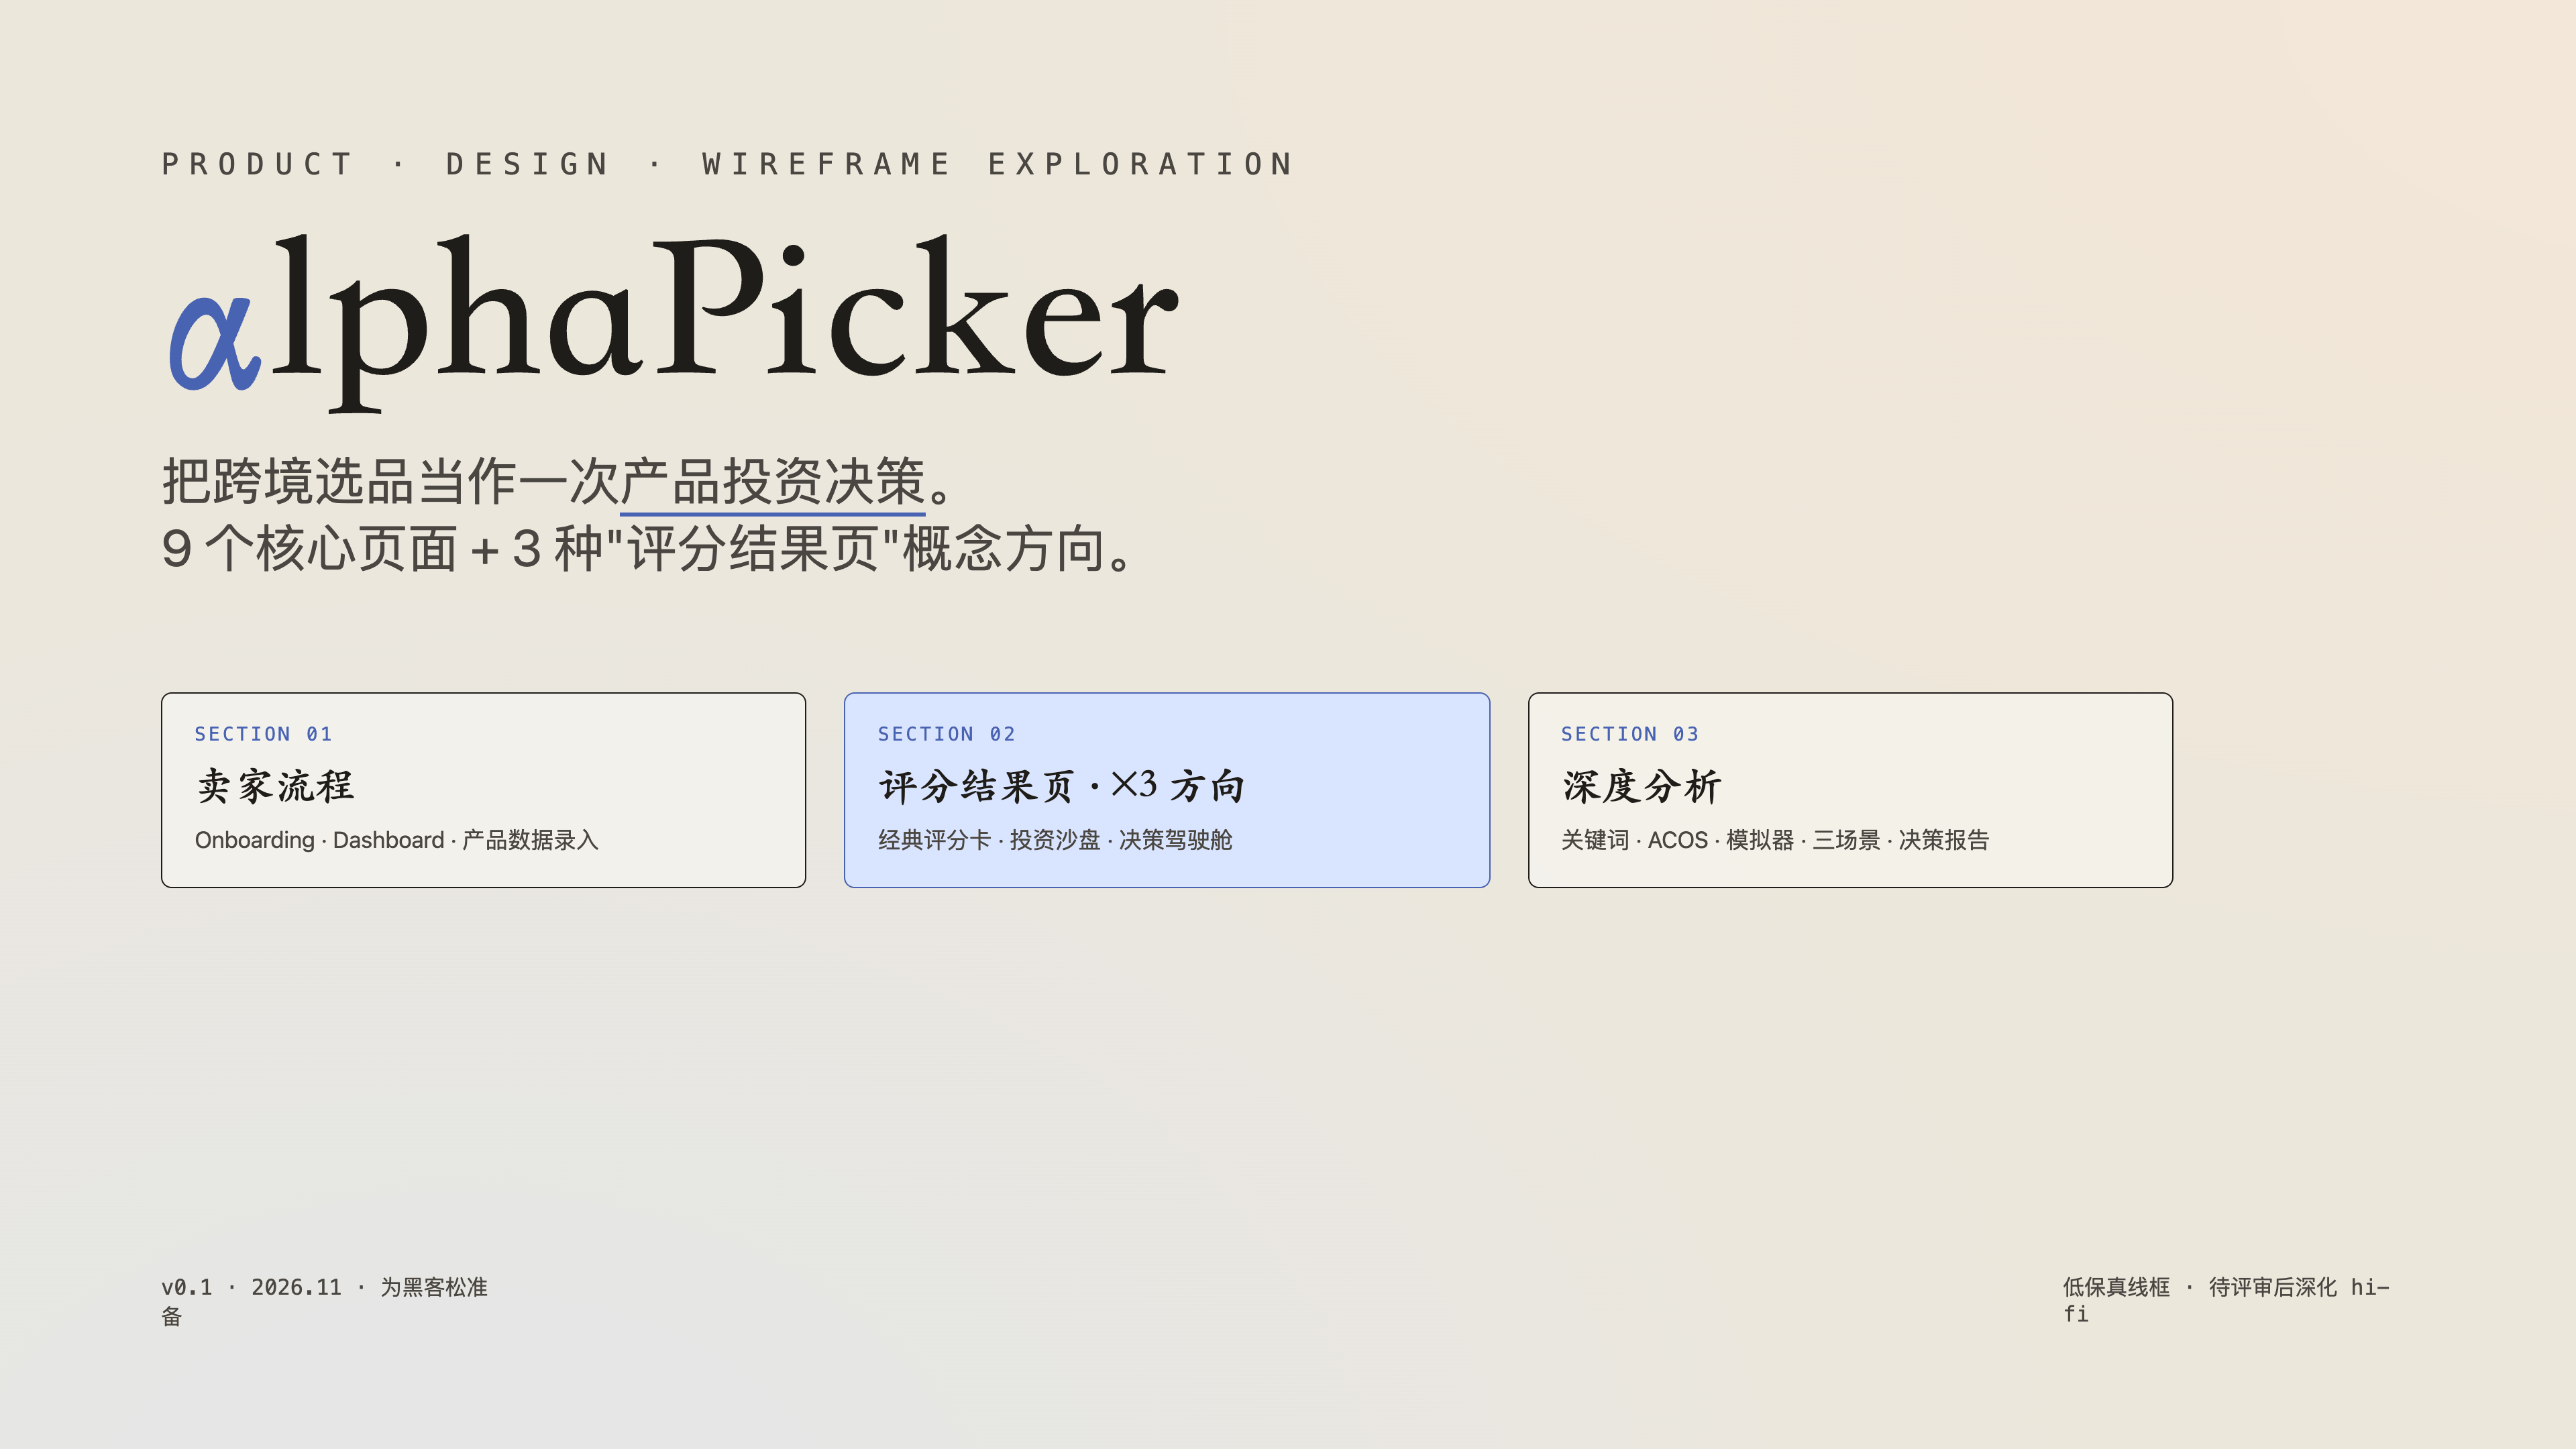 PRODUCT · DESIGN · WIREFRAME EXPLORATION
αlphaPicker
把跨境选品当作一次产品投资决策。
9 个核心页面 + 3 种"评分结果页"概念方向。
SECTION 01
卖家流程
Onboarding · Dashboard · 产品数据录入
SECTION 02
评分结果页 · ×3 方向
经典评分卡 · 投资沙盘 · 决策驾驶舱
SECTION 03
深度分析
关键词 · ACOS · 模拟器 · 三场景 · 决策报告
v0.1 · 2026.11 · 为黑客松准
备
低保真线框 · 待评审后深化 hi-
fi